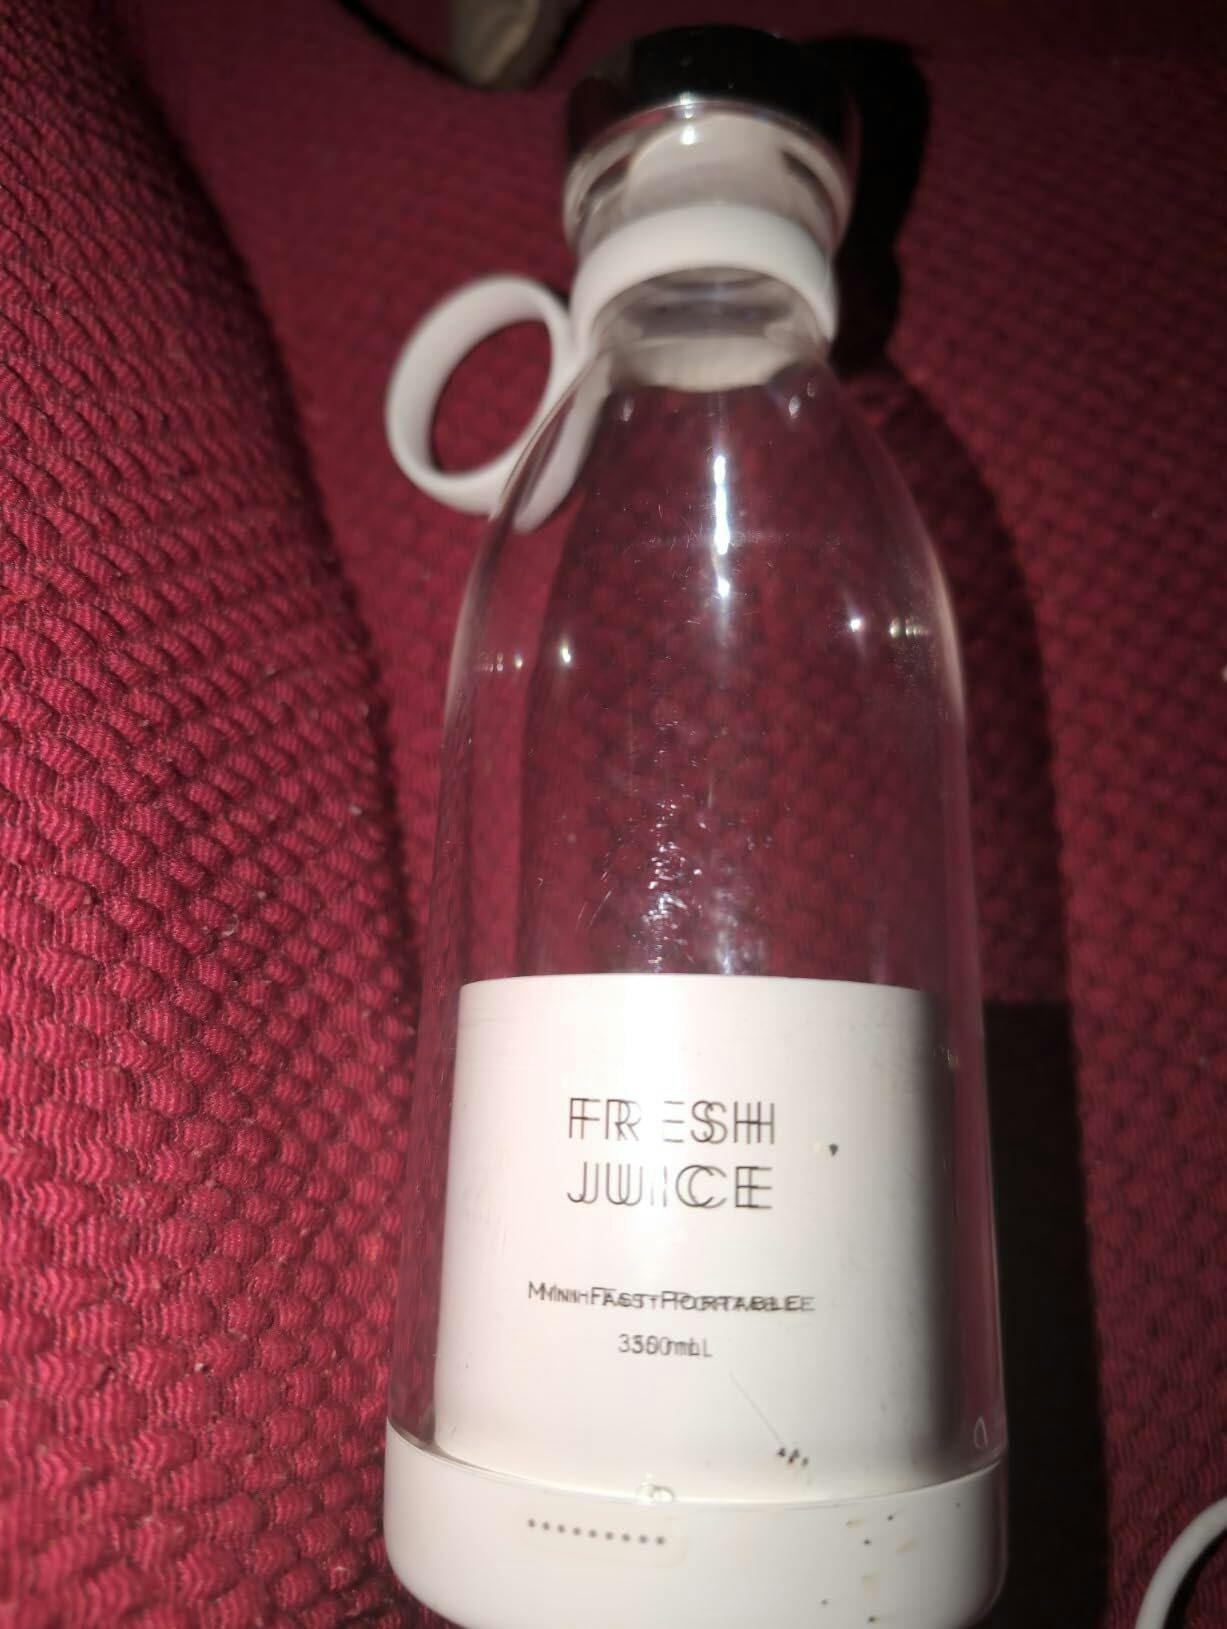 FRESH
JUICE
MINI FAST PORTABLE
350mL